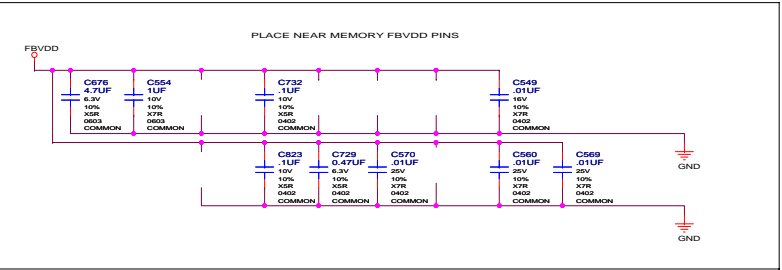 PLACE NEAR MEMORY FBVDD PINS
FBVDD
C676
4.7UF
6.3V
10%
X5R
0603
COMMON
C554
1UF
10V
10%
X7R
0603
COMMON
C732
.1UF
10V
10%
X5R
0402
COMMON
C549
.01UF
16V
10%
X7R
0402
COMMON
GND
C823
.1UF
10V
10%
X5R
0402
COMMON
C729
0.47UF
6.3V
10%
X5R
0402
COMMON
C570
.01UF
25V
10%
X7R
0402
COMMON
C560
.01UF
25V
10%
X7R
0402
COMMON
C569
.01UF
25V
10%
X7R
0402
COMMON
GND